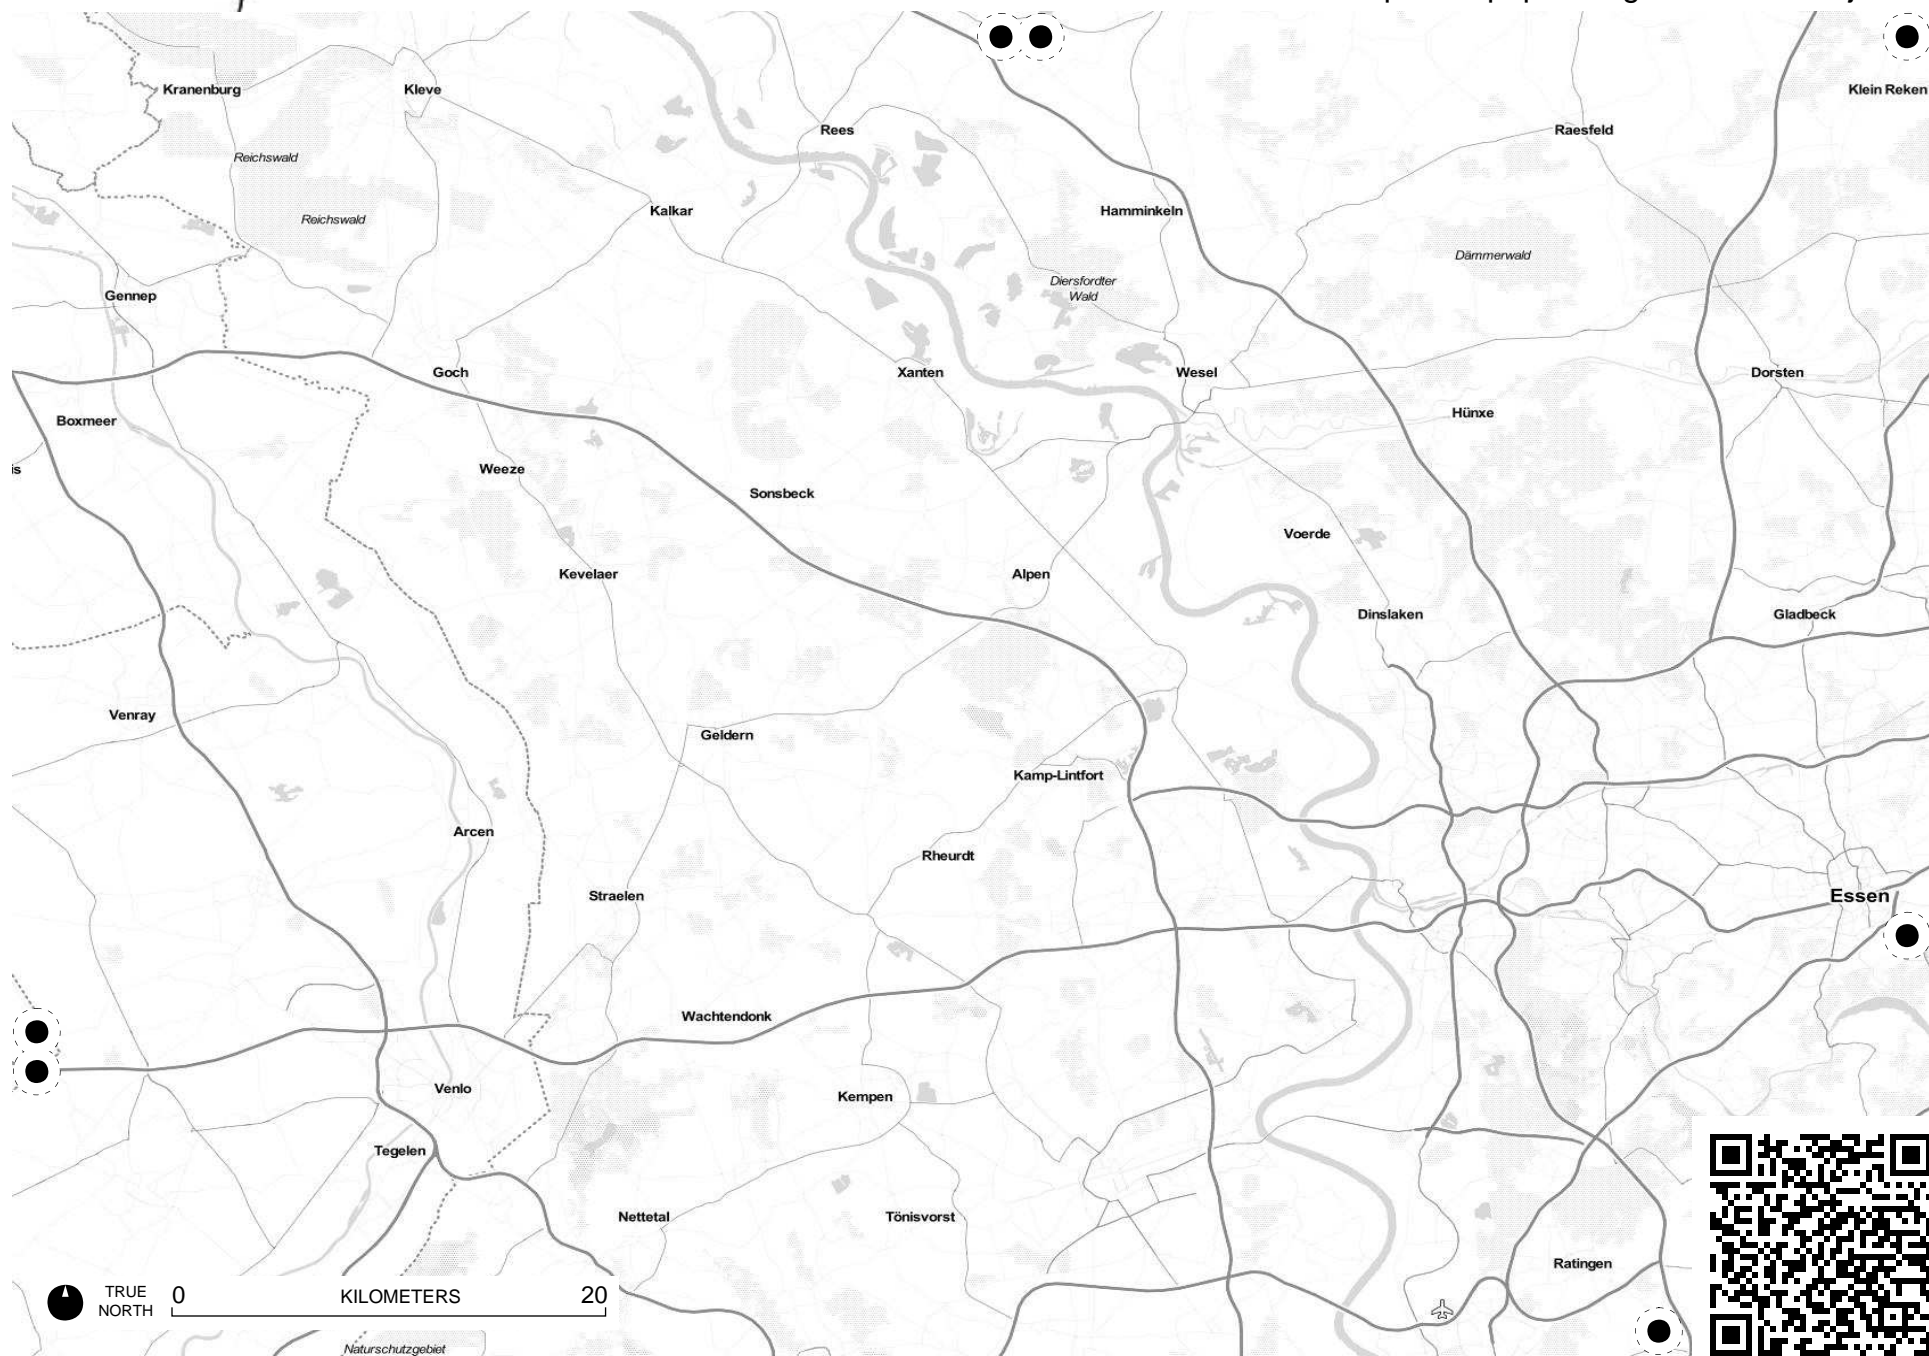 Kranenburg
Kleve
Klein Reken
Rees
Raesfeld
Reichswald
Kalkar
Hamminkeln
Reichswald
Dämmerwald
Diersfordter
Wald
Gennep
Goch
Xanten
Wesel
Dorsten
Boxmeer
Hünxe
Weeze
Sonsbeck
Voerde
Kevelaer
Alpen
Dinslaken
Gladbeck
Venray
Geldern
Kamp-Lintfort
Arcen
Rheurdt
Straelen
Essen
Wachtendonk
Venlo
Kempen
Tegelen
Nettetal
Tönisvorst
Ratingen
TRUE
NORTH
0 KILOMETERS 20
Naturschutzgebiet